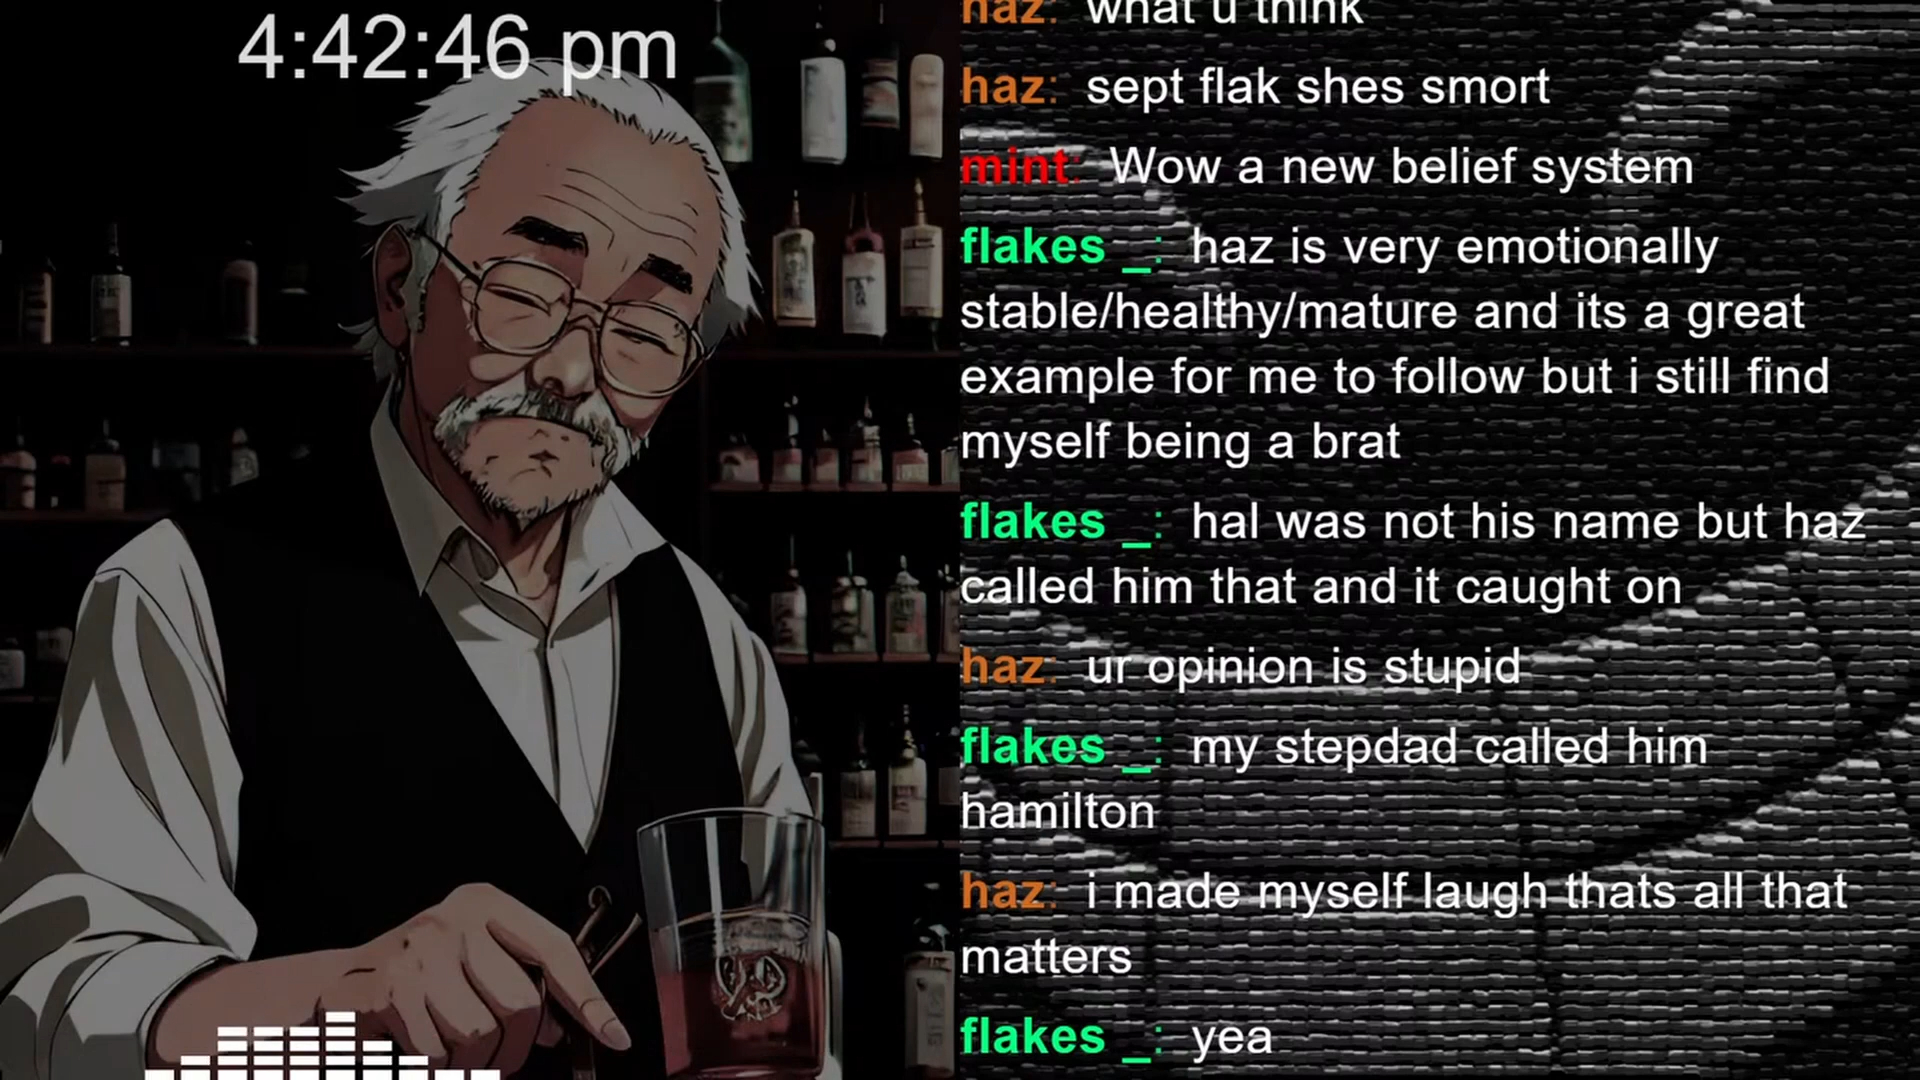 4:42:46 pm
haz: what u think
haz: sept flak shes smort
mint: Wow a new belief system
flakes _: haz is very emotionally
stable/healthy/mature and its a great
example for me to follow but i still find
myself being a brat
flakes _: hal was not his name but haz
called him that and it caught on
haz: ur opinion is stupid
flakes _: my stepdad called him
hamilton
haz: i made myself laugh thats all that
matters
flakes _: yea